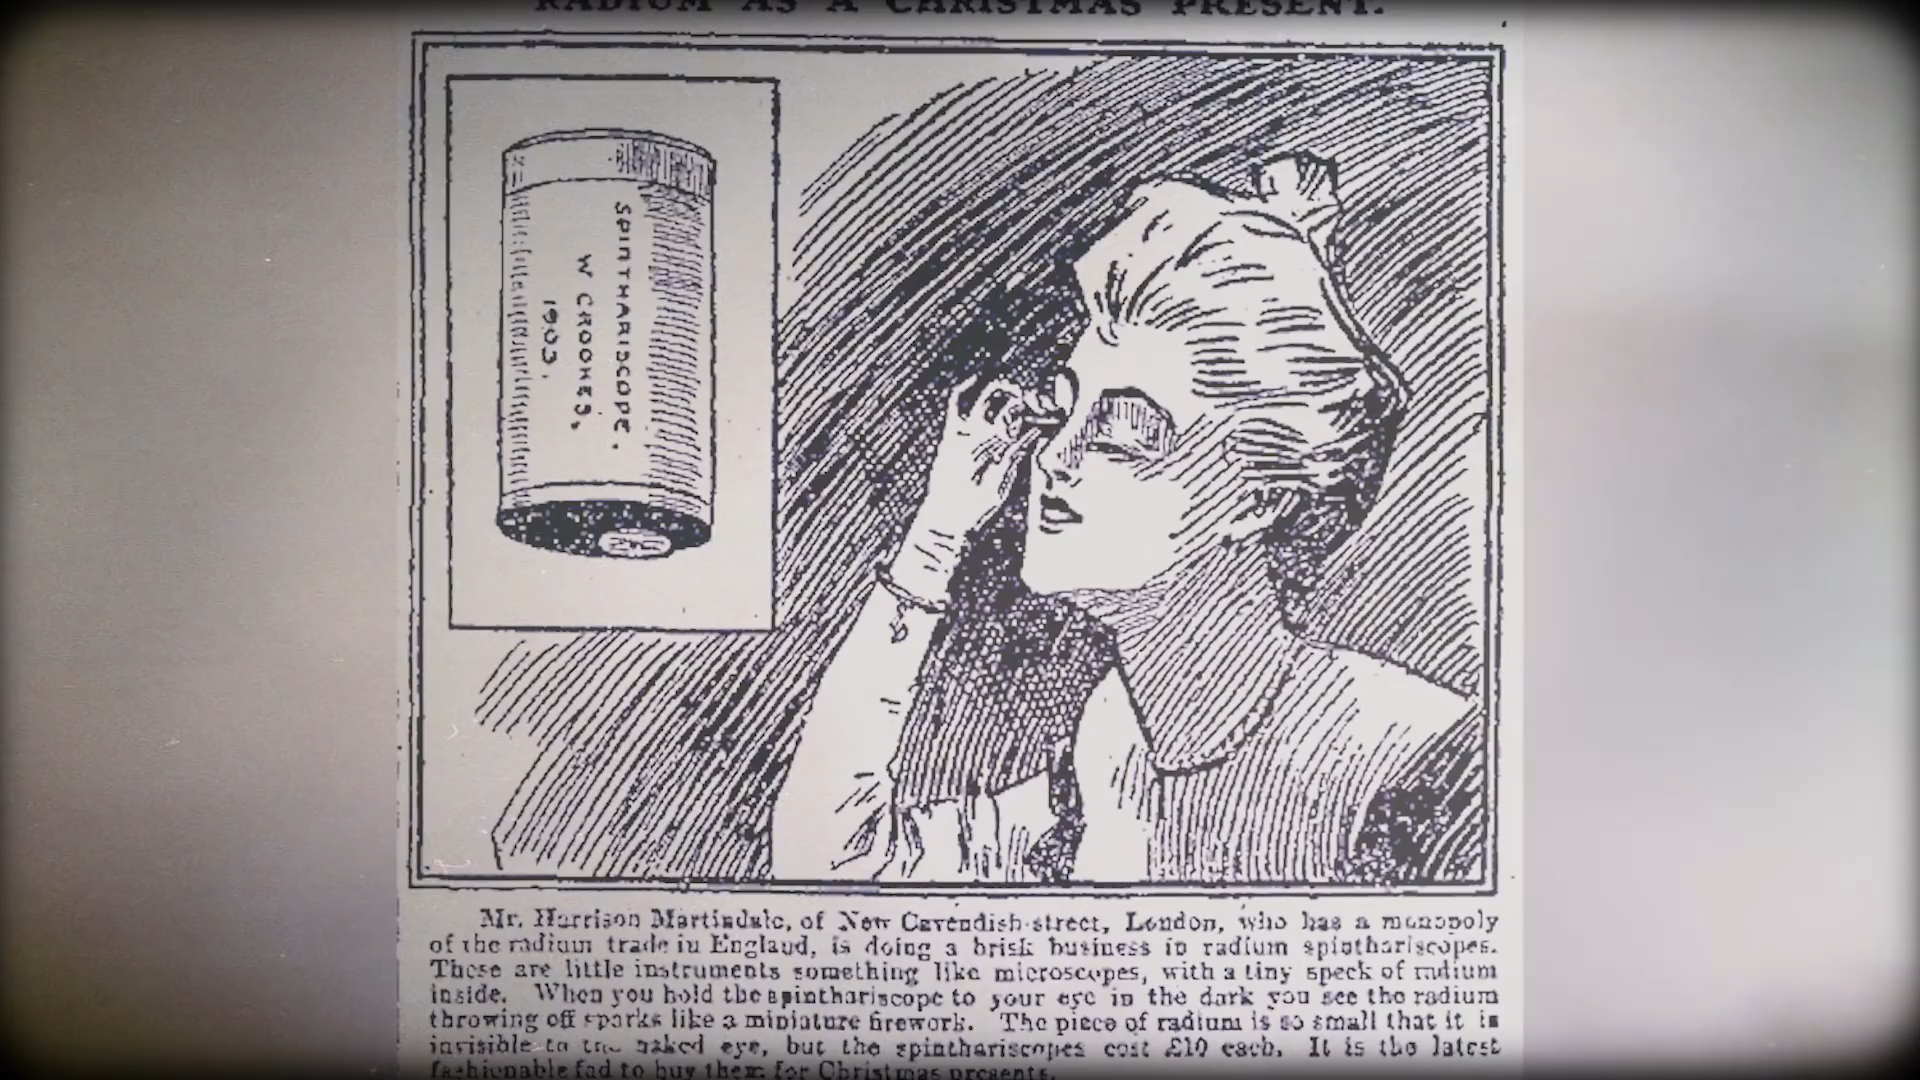 RADIUM AS A CHRISTMAS PRESENT.
SPINTHARISCOPE.
W CROOKES,
1903.
Mr. Harrison Martindale, of New Cavendish-street, London, who has a monopoly
of the radium trade in England, is doing a brisk business in radium spinthariscopes.
These are little instruments something like microscopes, with a tiny speck of radium
inside. When you hold the spinthariscope to your eye in the dark you see the radium
throwing off sparks like a miniature firework. The piece of radium is so small that it is
invisible to the naked eye, but the spinthariscopes cost £10 each. It is the latest
fashionable fad to buy them for Christmas presents.